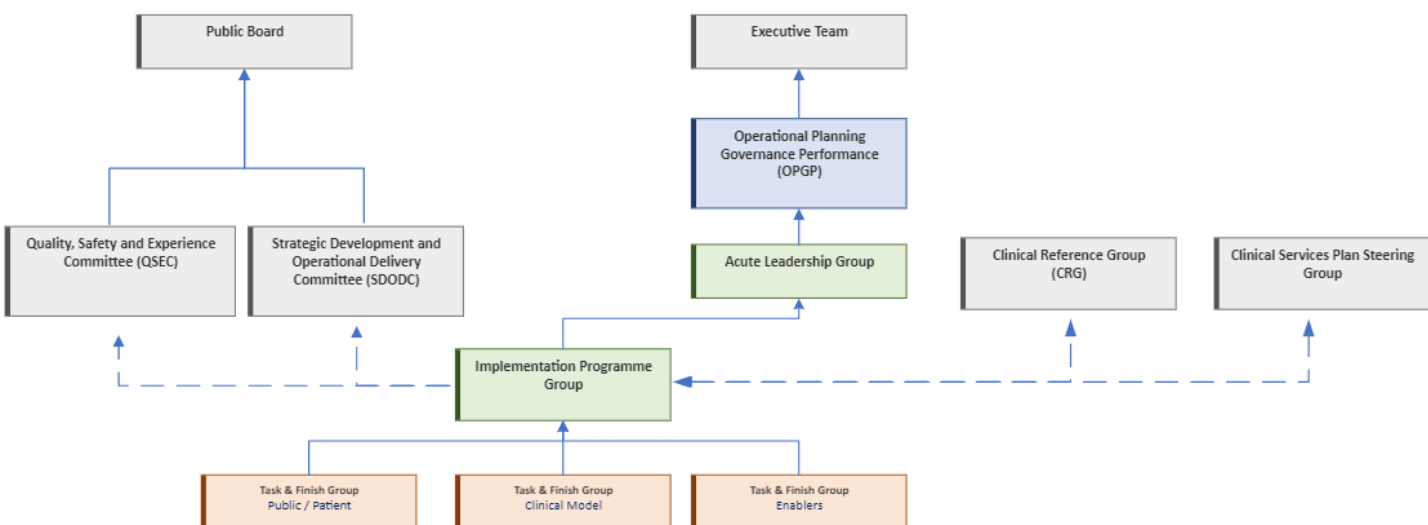 Public Board
Executive Team
Operational Planning
Governance Performance
(OPGP)
Quality, Safety and Experience
Committee (QSEC)
Strategic Development and
Operational Delivery
Committee (SDODC)
Acute Leadership Group
Clinical Reference Group
(CRG)
Clinical Services Plan Steering
Group
Implementation Programme
Group
Task & Finish Group
Public / Patient
Task & Finish Group
Clinical Model
Task & Finish Group
Enablers